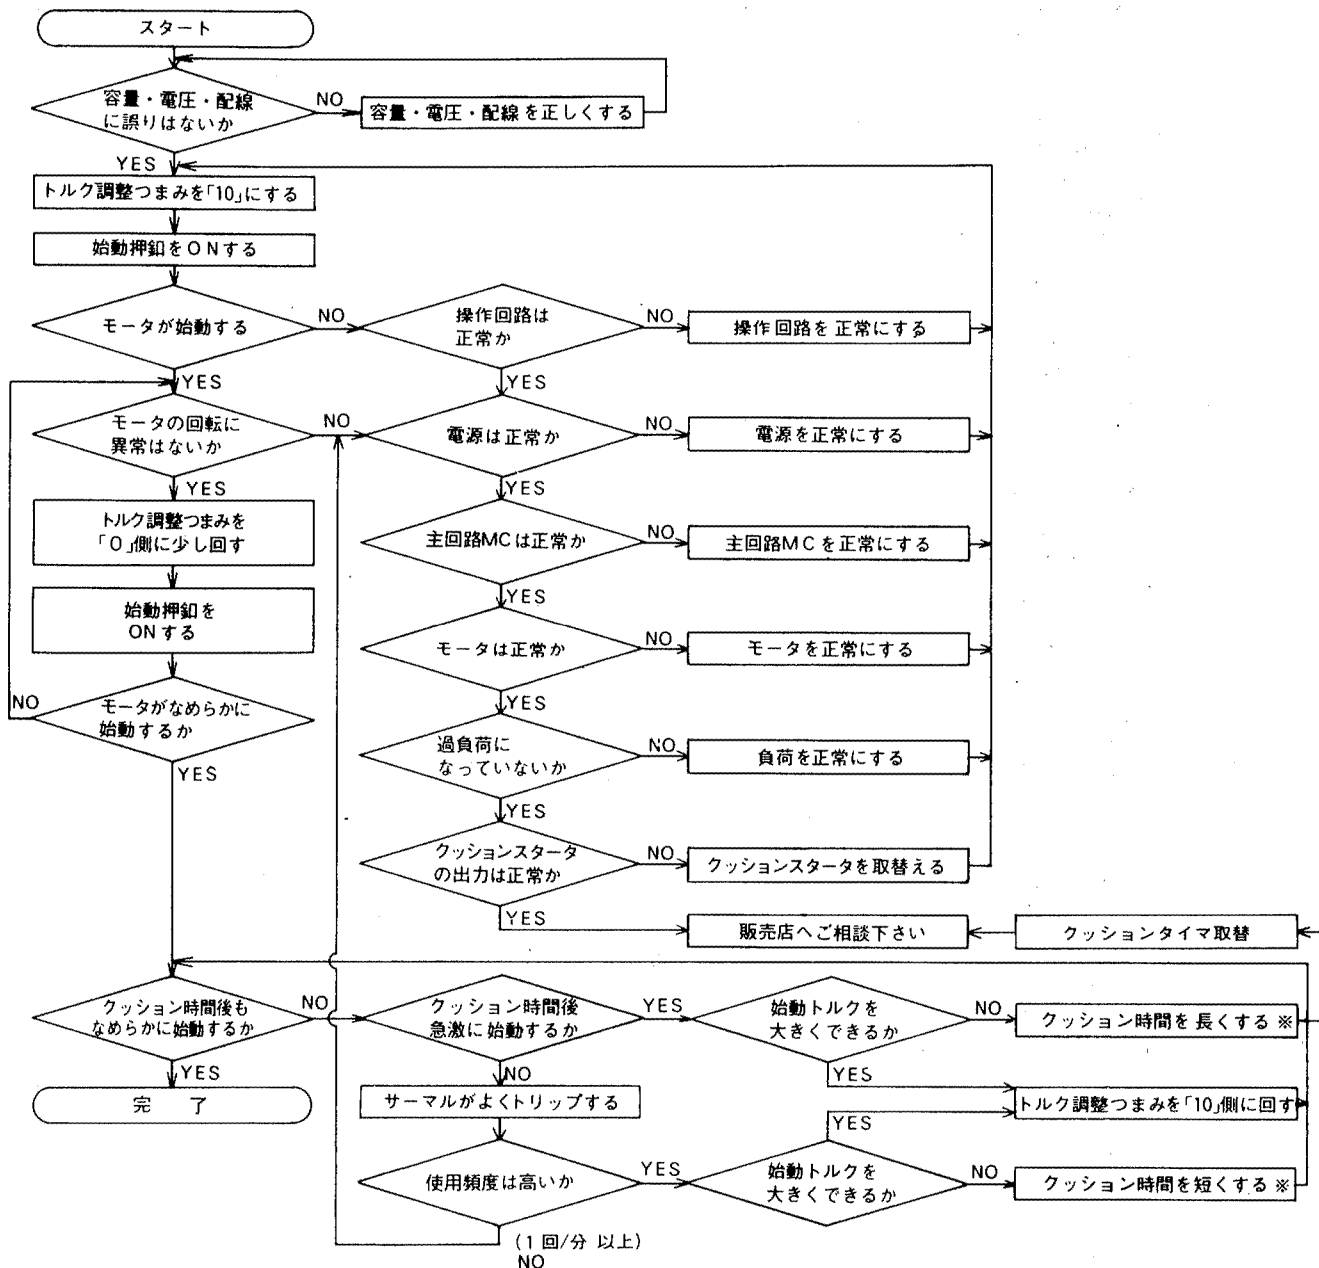 スタート
容量・電圧・配線
に誤りはないか
NO
容量・電圧・配線を正しくする
YES
トルク調整つまみを「10」にする
始動押釦をONする
モータが始動する
NO
操作回路は
正常か
NO
操作回路を正常にする
YES
YES
モータの回転に
異常はないか
NO
電源は正常か
NO
電源を正常にする
YES
YES
トルク調整つまみを
「0」側に少し回す
主回路MCは正常か
NO
主回路MCを正常にする
YES
始動押釦を
ONする
モータは正常か
NO
モータを正常にする
YES
NO
モータがなめらかに
始動するか
YES
過負荷に
なっていないか
NO
負荷を正常にする
YES
クッションスタータ
の出力は正常か
NO
クッションスタータを取替える
YES
販売店へご相談下さい
クッションタイマ取替
クッション時間後も
なめらかに始動するか
NO
クッション時間後
急激に始動するか
YES
始動トルクを
大きくできるか
NO
クッション時間を長くする※
YES
NO
YES
完 了
サーマルがよくトリップする
トルク調整つまみを「10」側に回す
YES
使用頻度は高いか
YES
始動トルクを
大きくできるか
NO
クッション時間を短くする※
(1回/分 以上)
NO